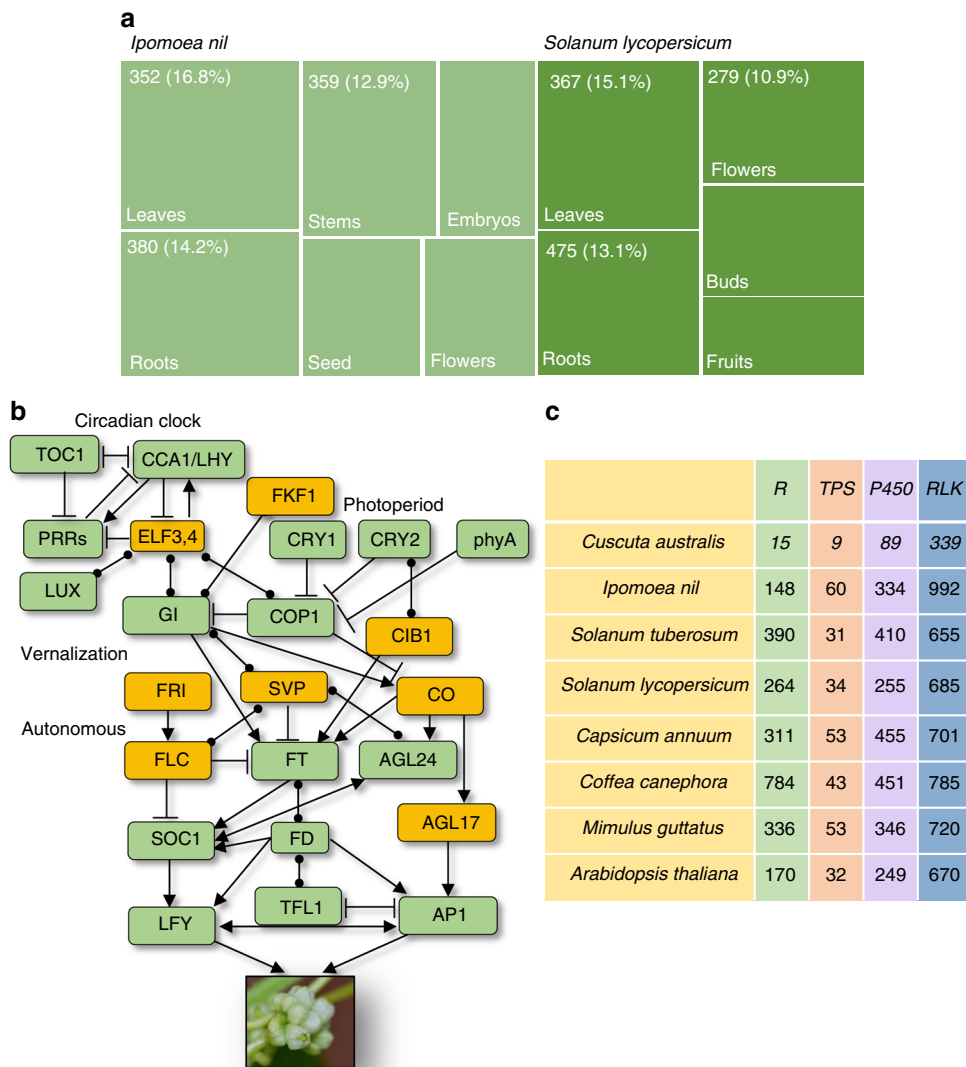 a
Ipomoea nil
Solanum lycopersicum
352 (16.8%)
359 (12.9%)
367 (15.1%)
279 (10.9%)
Flowers
Leaves
Stems
Embryos
Leaves
380 (14.2%)
475 (13.1%)
Buds
Roots
Seed
Flowers
Roots
Fruits
b
Circadian clock
TOC1
CCA1/LHY
FKF1
Photoperiod
PRRs
ELF3,4
CRY1
CRY2
phyA
LUX
GI
COP1
CIB1
Vernalization
FRI
SVP
CO
Autonomous
FLC
FT
AGL24
AGL17
SOC1
FD
TFL1
LFY
AP1
c
R TPS P450 RLK
Cuscuta australis 15 9 89 339
Ipomoea nil 148 60 334 992
Solanum tuberosum 390 31 410 655
Solanum lycopersicum 264 34 255 685
Capsicum annuum 311 53 455 701
Coffea canephora 784 43 451 785
Mimulus guttatus 336 53 346 720
Arabidopsis thaliana 170 32 249 670